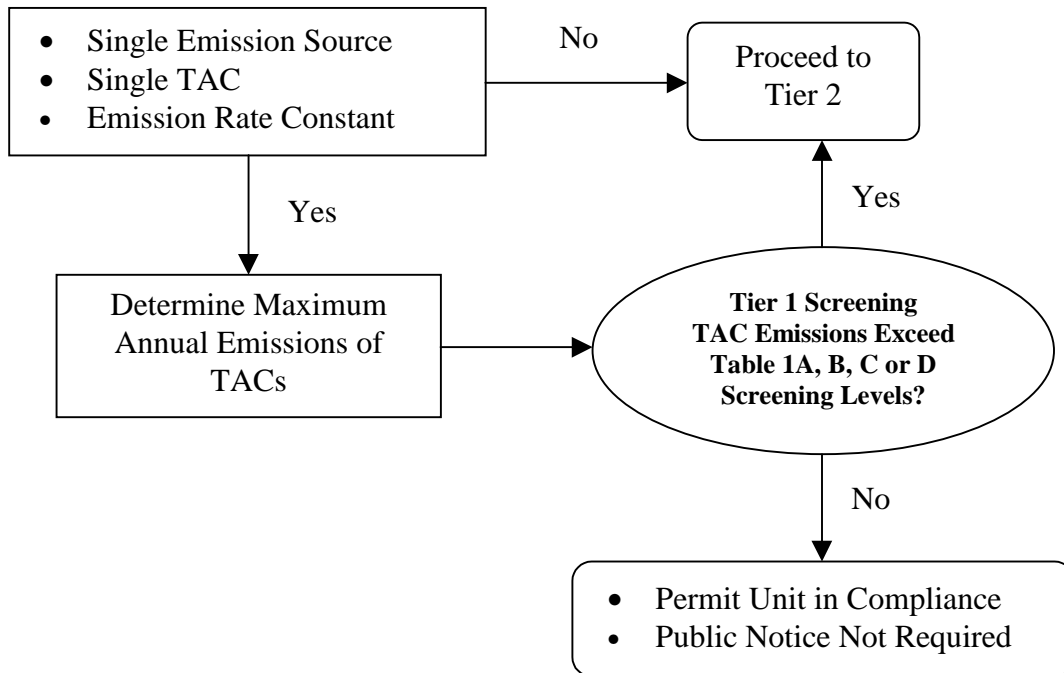 • Single Emission Source
• Single TAC
• Emission Rate Constant
No
Proceed to
Tier 2
Yes
Yes
Determine Maximum
Annual Emissions of
TACs
Tier 1 Screening
TAC Emissions Exceed
Table 1A, B, C or D
Screening Levels?
No
• Permit Unit in Compliance
• Public Notice Not Required